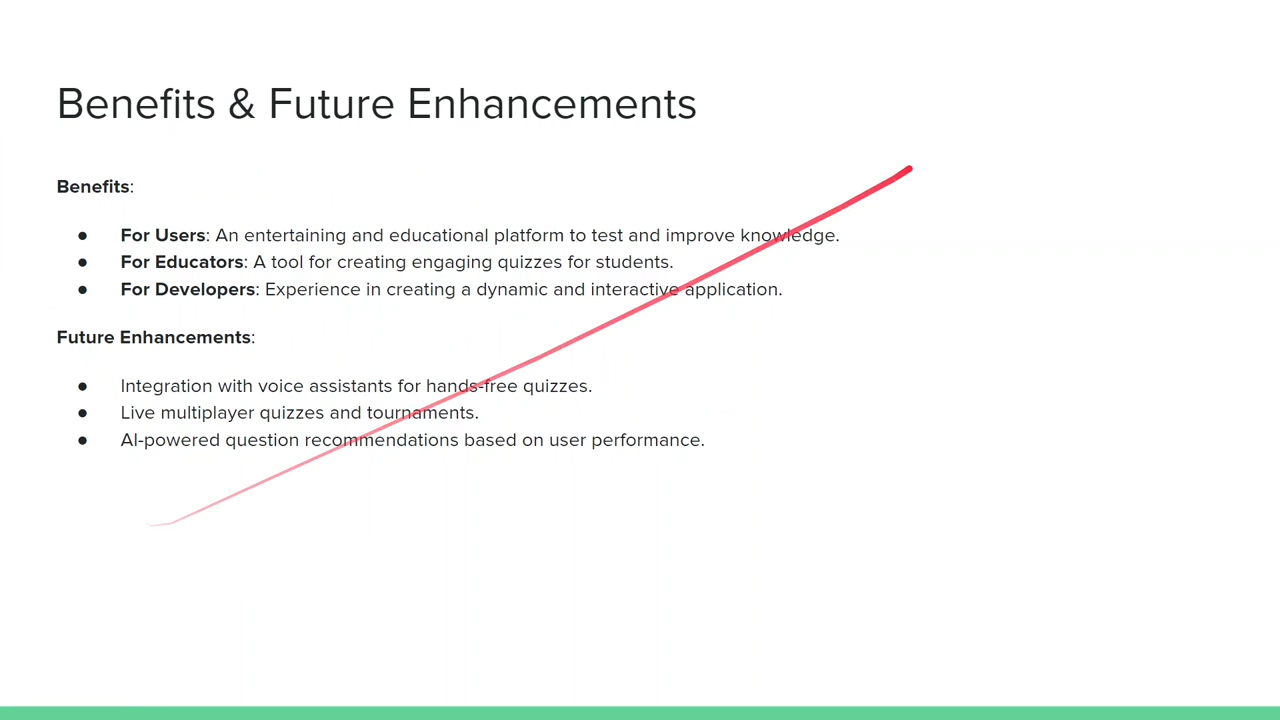 Benefits & Future Enhancements
Benefits:
● For Users: An entertaining and educational platform to test and improve knowledge.
● For Educators: A tool for creating engaging quizzes for students.
● For Developers: Experience in creating a dynamic and interactive application.
Future Enhancements:
● Integration with voice assistants for hands-free quizzes.
● Live multiplayer quizzes and tournaments.
● AI-powered question recommendations based on user performance.